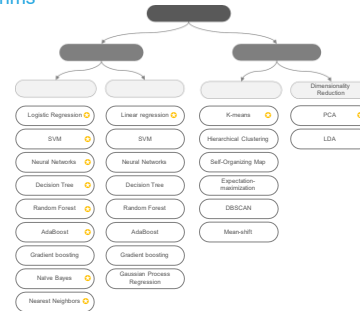 Dimensionality
Reduction
Logistic Regression
Linear regression
K-means
PCA
SVM
SVM
Hierarchical Clustering
LDA
Neural Networks
Neural Networks
Self-Organizing Map
Decision Tree
Decision Tree
Expectation-
maximization
Random Forest
Random Forest
DBSCAN
AdaBoost
AdaBoost
Mean-shift
Gradient boosting
Gradient boosting
Naïve Bayes
Gaussian Process
Regression
Nearest Neighbors